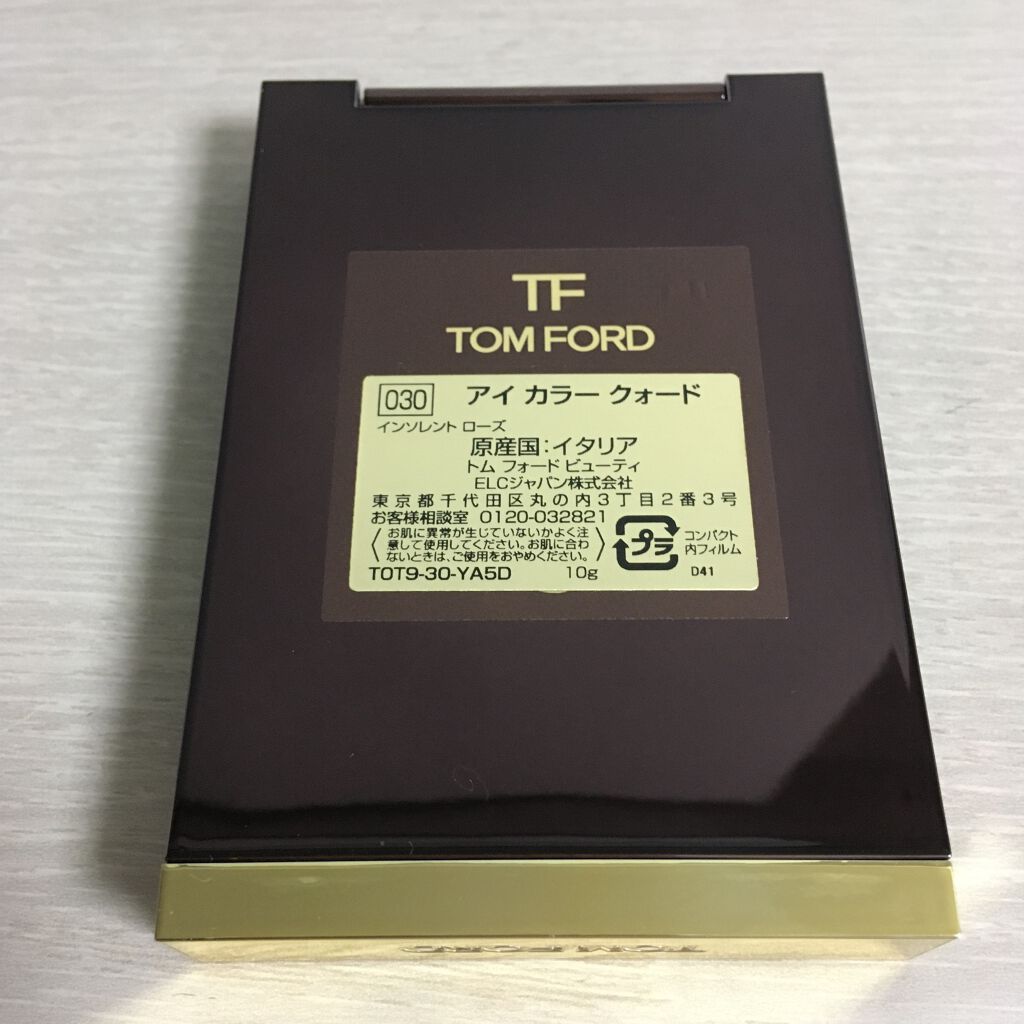 TF
TOM FORD
030 アイ カラー クォード
インソレント ローズ
原産国:イタリア
トム フォード ビューティ
ELCジャパン株式会社
東京都千代田区丸の内3丁目2番3号
お客様相談室 0120-032821
お肌に異常が生じていないかよく注
意して使用してください。お肌に合わ
ないときは、ご使用をおやめください。
プラ
コンパクト
内フィルム
T0T9-30-YA5D 10g D41
TOM FORD